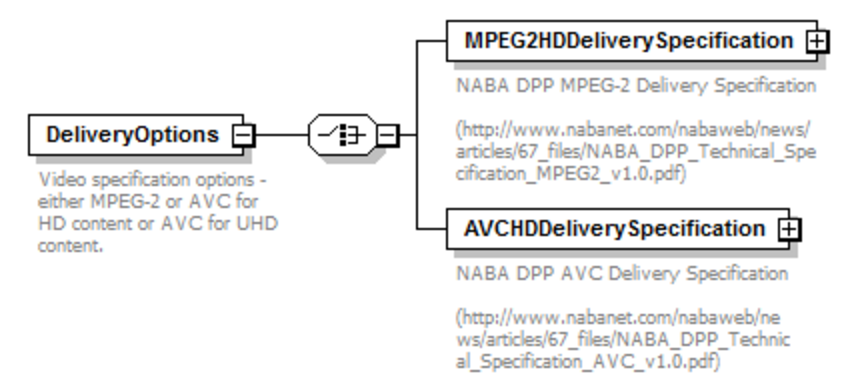 MPEG2HDDeliverySpecification
NABA DPP MPEG-2 Delivery Specification
(http://www.nabanet.com/nabaweb/news/
articles/67_files/NABA_DPP_Technical_Spe
cification_MPEG2_v1.0.pdf)
DeliveryOptions
Video specification options -
either MPEG-2 or AVC for
HD content or AVC for UHD
content.
AVCHDDeliverySpecification
NABA DPP AVC Delivery Specification
(http://www.nabanet.com/nabaweb/ne
ws/articles/67_files/NABA_DPP_Technic
al_Specification_AVC_v1.0.pdf)